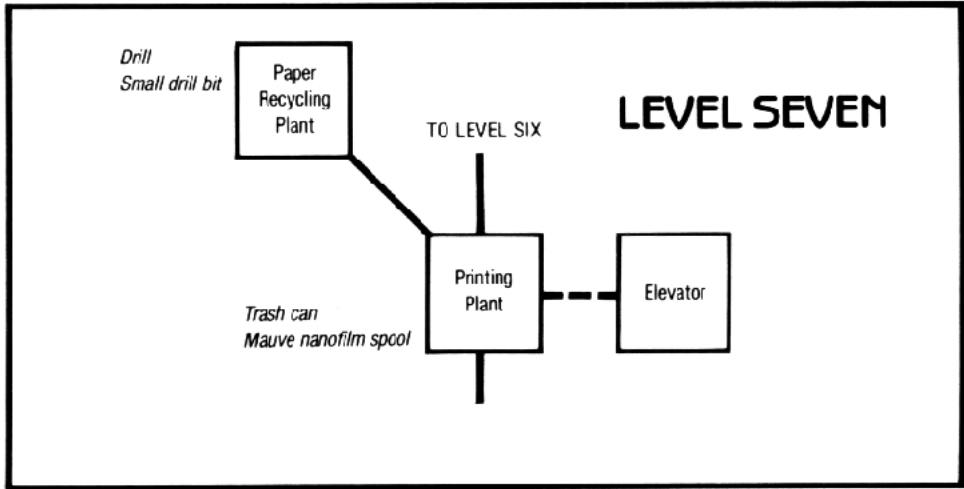 Drill
Small drill bit
Paper
Recycling
Plant
LEVEL SEVEN
TO LEVEL SIX
Printing
Plant
Elevator
Trash can
Mauve nanofilm spool